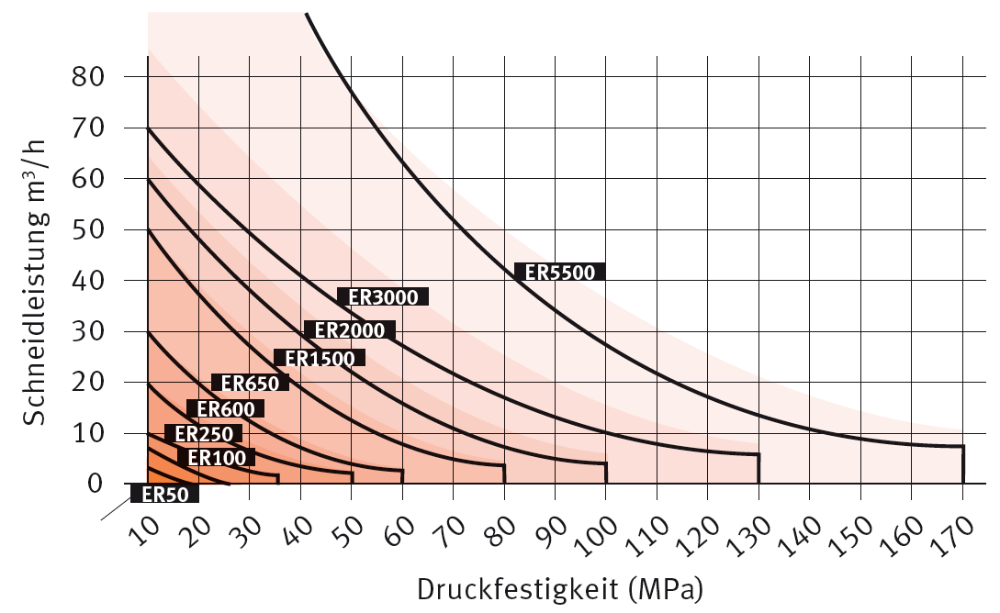 80
70
60
50
40
30
20
10
0
Schneidleistung m³/h
ER5500
ER3000
ER2000
ER1500
ER650
ER600
ER250
ER100
ER50
10 20 30 40 50 60 70 80 90 100 110 120 130 140 150 160 170
Druckfestigkeit (MPa)